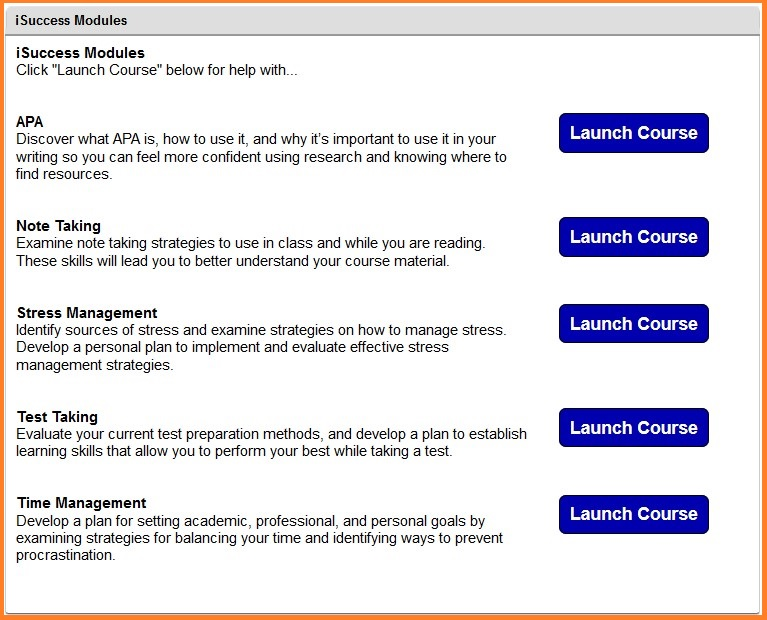 iSuccess Modules
iSuccess Modules
Click "Launch Course" below for help with...
APA
Discover what APA is, how to use it, and why it's important to use it in your
writing so you can feel more confident using research and knowing where to
find resources.
Launch Course
Note Taking
Examine note taking strategies to use in class and while you are reading.
These skills will lead you to better understand your course material.
Launch Course
Stress Management
Identify sources of stress and examine strategies on how to manage stress.
Develop a personal plan to implement and evaluate effective stress
management strategies.
Launch Course
Test Taking
Evaluate your current test preparation methods, and develop a plan to establish
learning skills that allow you to perform your best while taking a test.
Launch Course
Time Management
Develop a plan for setting academic, professional, and personal goals by
examining strategies for balancing your time and identifying ways to prevent
procrastination.
Launch Course